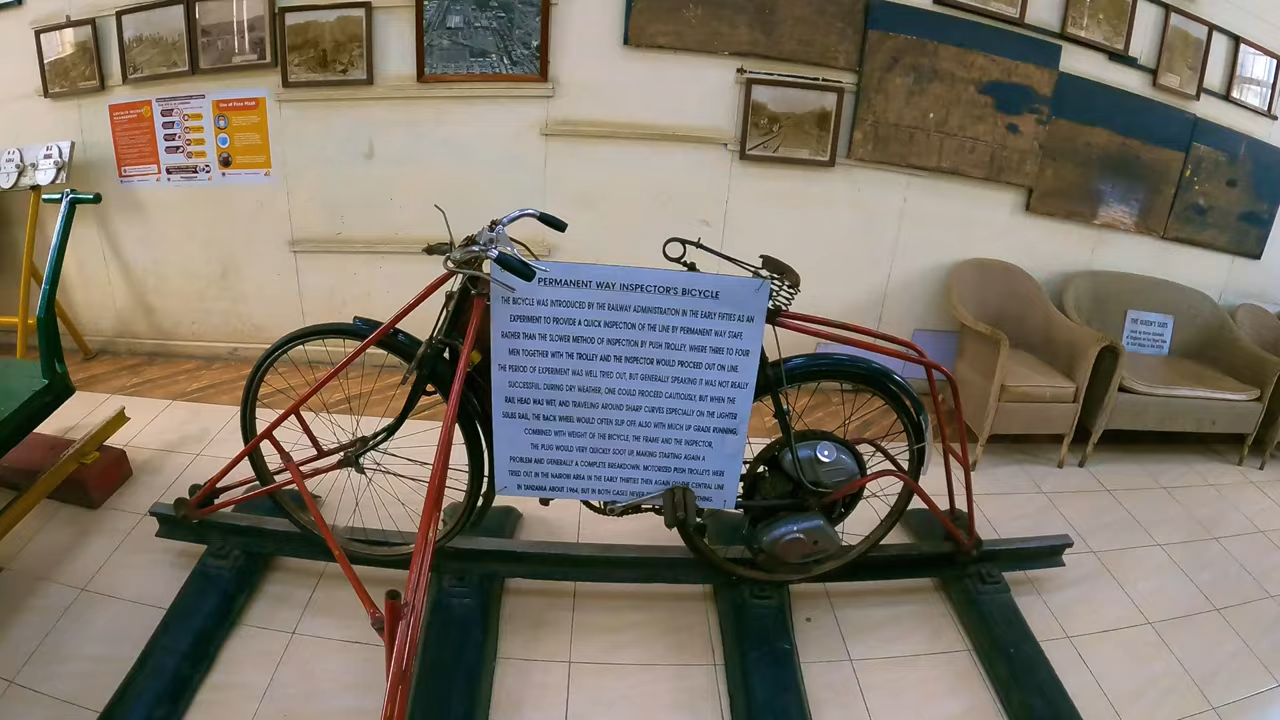 Use of Face Mask
PERMANENT WAY INSPECTOR'S BICYCLE
THE BICYCLE WAS INTRODUCED BY THE RAILWAY ADMINISTRATION IN THE EARLY FIFTIES AS AN
EXPERIMENT TO PROVIDE A QUICK INSPECTION OF THE LINE BY PERMANENT WAY STAFF,
RATHER THAN THE SLOWER METHOD OF INSPECTION BY PUSH TROLLEY, WHERE THREE TO FOUR
MEN TOGETHER WITH THE TROLLEY AND THE INSPECTOR WOULD PROCEED OUT ON LINE.
THE PERIOD OF EXPERIMENT WAS WELL TRIED OUT, BUT GENERALLY SPEAKING IT WAS NOT REALLY
SUCCESSFUL. DURING DRY WEATHER, ONE COULD PROCEED CAUTIOUSLY, BUT WHEN THE
RAIL HEAD WAS WET, AND TRAVELING AROUND SHARP CURVES ESPECIALLY ON THE LIGHTER
50LBS RAIL, THE BACK WHEEL WOULD OFTEN SLIP OFF. ALSO WITH MUCH UP GRADE RUNNING,
COMBINED WITH WEIGHT OF THE BICYCLE, THE FRAME AND THE INSPECTOR,
THE PLUG WOULD VERY QUICKLY SOOT UP, MAKING STARTING AGAIN A
PROBLEM AND GENERALLY A COMPLETE BREAKDOWN. MOTORIZED PUSH TROLLEYS WERE
TRIED OUT IN THE NAIROBI AREA IN THE EARLY THIRTIES THEN AGAIN CENTRAL LINE
IN TANZANIA ABOUT 1964, BUT IN BOTH CASES NEVER
THE QUEEN'S SEATS